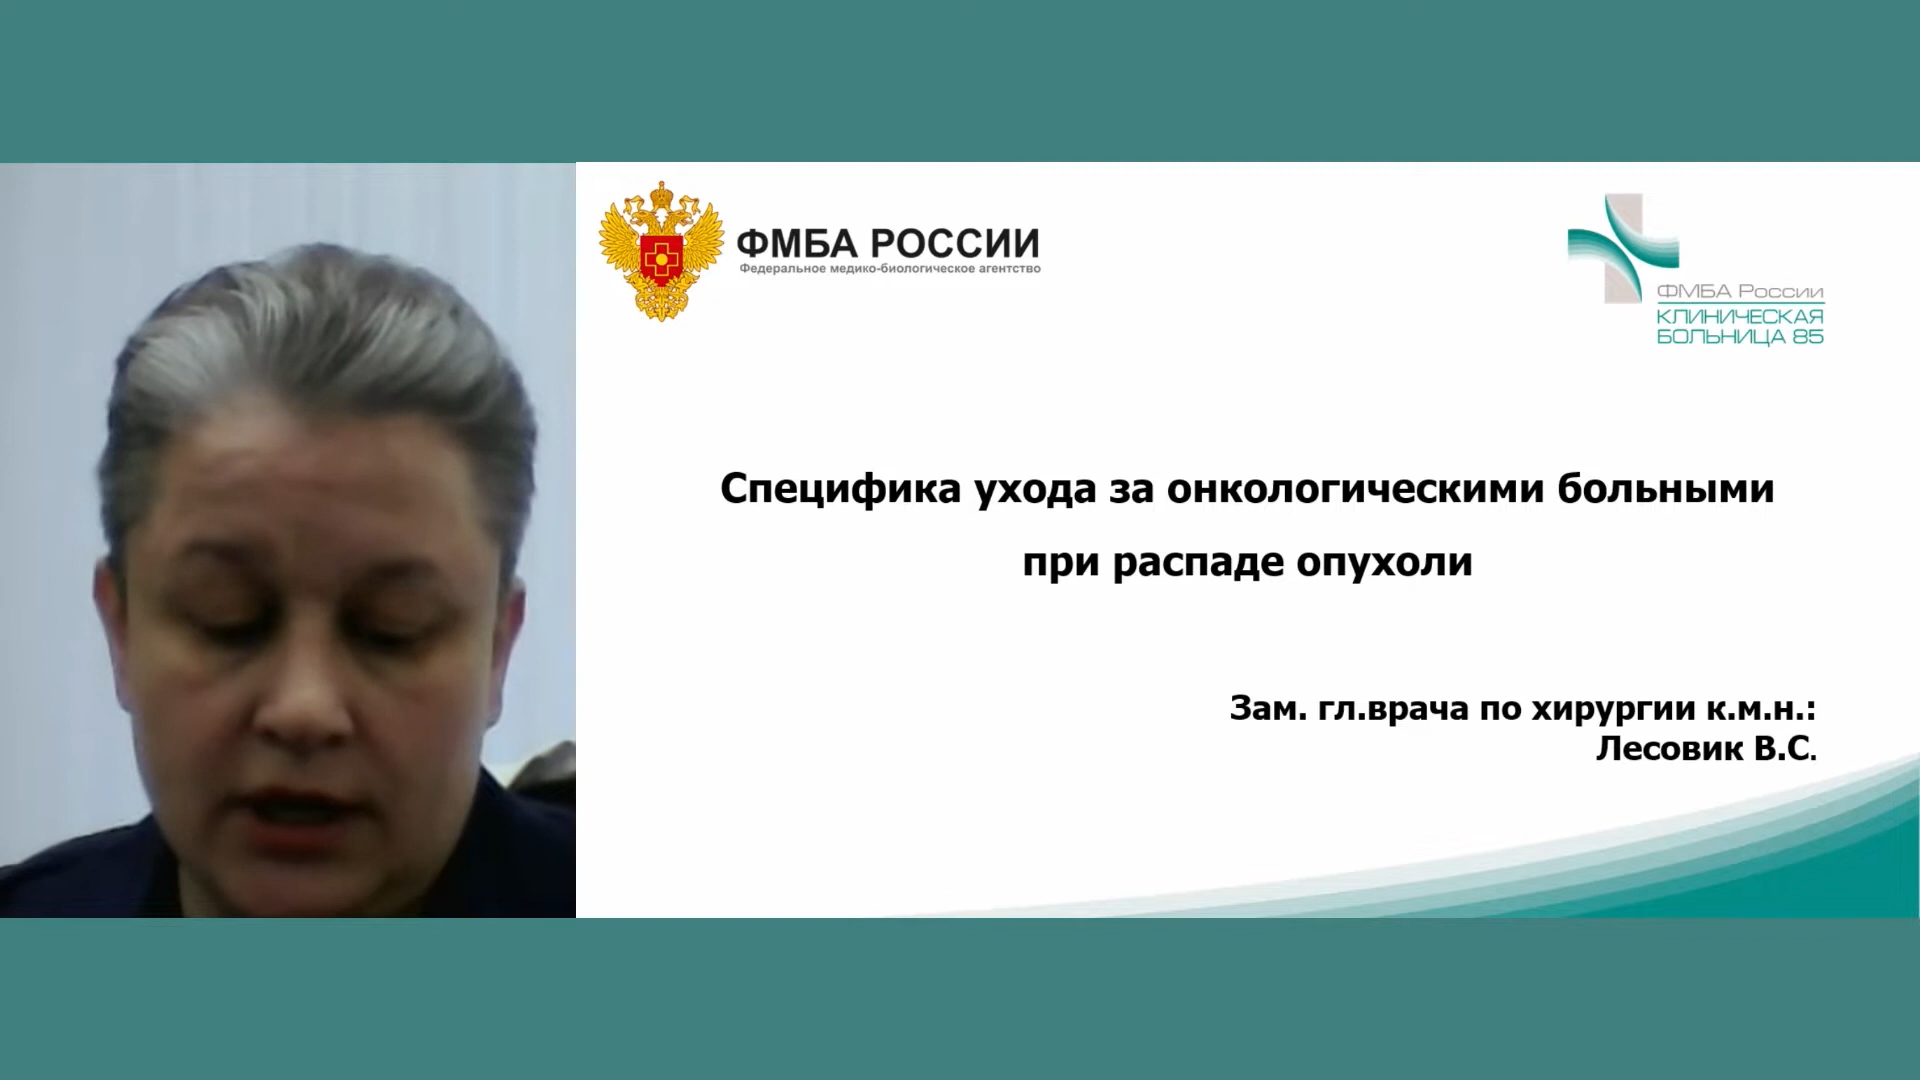 ФМБА РОССИИ
Федеральное медико-биологическое агентство
ФМБА России
КЛИНИЧЕСКАЯ
БОЛЬНИЦА 85
Специфика ухода за онкологическими больными
при распаде опухоли
Зам. гл.врача по хирургии к.м.н.:
Лесовик В.С.